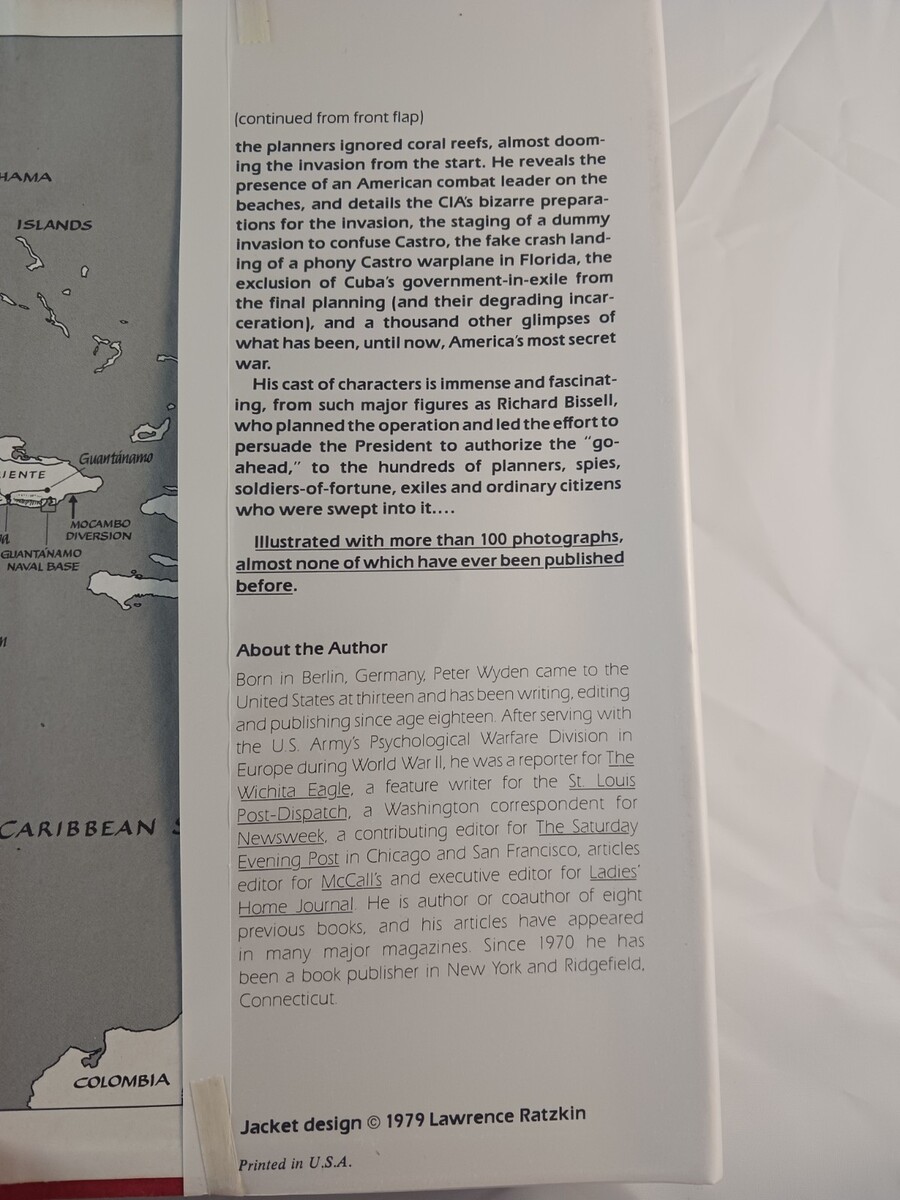 HAMA
ISLANDS
Guantánamo
IENTE
MOCAMBO
DIVERSION
GUANTÁNAMO
NAVAL BASE
CARIBBEAN S
COLOMBIA
(continued from front flap)
the planners ignored coral reefs, almost doom-
ing the invasion from the start. He reveals the
presence of an American combat leader on the
beaches, and details the CIA's bizarre prepara-
tions for the invasion, the staging of a dummy
invasion to confuse Castro, the fake crash land-
ing of a phony Castro warplane in Florida, the
exclusion of Cuba's government-in-exile from
the final planning (and their degrading incar-
ceration), and a thousand other glimpses of
what has been, until now, America's most secret
war.
His cast of characters is immense and fascinat-
ing, from such major figures as Richard Bissell,
who planned the operation and led the effort to
persuade the President to authorize the "go-
ahead," to the hundreds of planners, spies,
soldiers-of-fortune, exiles and ordinary citizens
who were swept into it....
Illustrated with more than 100 photographs,
almost none of which have ever been published
before.
About the Author
Born in Berlin, Germany, Peter Wyden came to the
United States at thirteen and has been writing, editing
and publishing since age eighteen. After serving with
the U.S. Army's Psychological Warfare Division in
Europe during World War II, he was a reporter for The
Wichita Eagle, a feature writer for the St. Louis
Post-Dispatch, a Washington correspondent for
Newsweek, a contributing editor for The Saturday
Evening Post in Chicago and San Francisco, articles
editor for McCall's and executive editor for Ladies'
Home Journal. He is author or coauthor of eight
previous books, and his articles have appeared
in many major magazines. Since 1970 he has
been a book publisher in New York and Ridgefield,
Connecticut.
Jacket design © 1979 Lawrence Ratzkin
Printed in U.S.A.